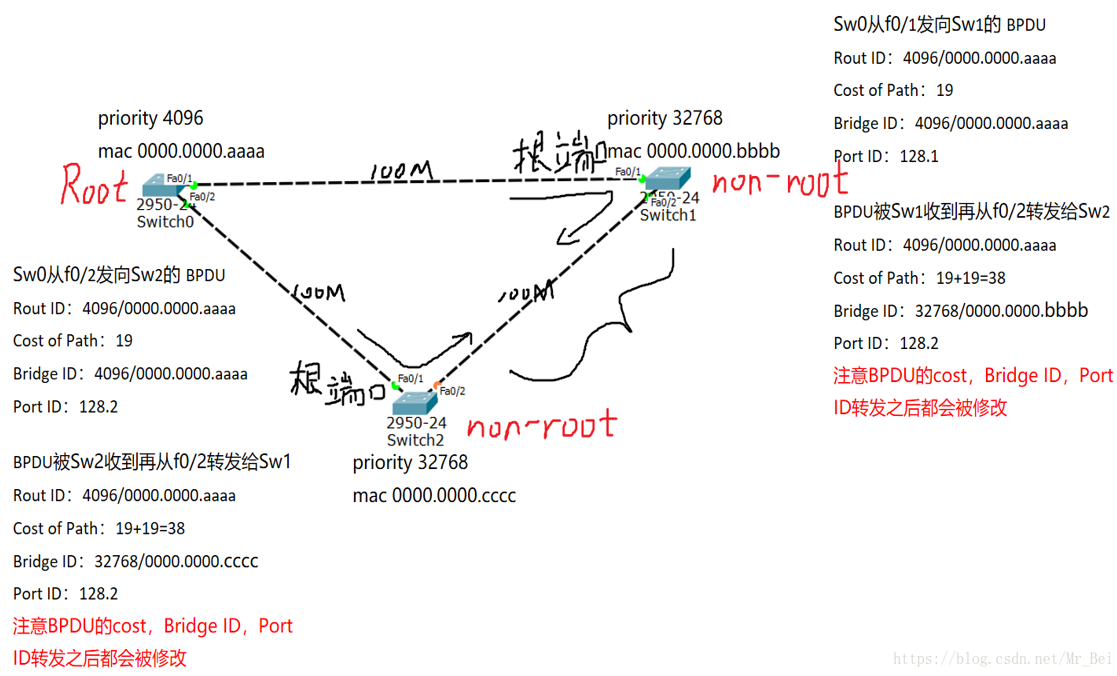 priority 4096
mac 0000.0000.aaaa
Root
Fa0/1
Fa0/2
2950-24
Switch0
100M
根端口
priority 32768
mac 0000.0000.bbbb
Fa0/1
non-root
2950-24
Fa0/2
Switch1
Sw0从f0/1发向Sw1的 BPDU
Rout ID：4096/0000.0000.aaaa
Cost of Path：19
Bridge ID：4096/0000.0000.aaaa
Port ID：128.1
BPDU被Sw1收到再从f0/2转发给Sw2
Rout ID：4096/0000.0000.aaaa
Cost of Path：19+19=38
Bridge ID：32768/0000.0000.bbbb
Port ID：128.2
注意BPDU的cost，Bridge ID，Port
ID转发之后都会被修改
Sw0从f0/2发向Sw2的 BPDU
Rout ID：4096/0000.0000.aaaa
Cost of Path：19
Bridge ID：4096/0000.0000.aaaa
Port ID：128.2
100M
100M
根端口
Fa0/1
Fa0/2
2950-24
Switch2
non-root
priority 32768
mac 0000.0000.cccc
BPDU被Sw2收到再从f0/2转发给Sw1
Rout ID：4096/0000.0000.aaaa
Cost of Path：19+19=38
Bridge ID：32768/0000.0000.cccc
Port ID：128.2
注意BPDU的cost，Bridge ID，Port
ID转发之后都会被修改
https://blog.csdn.net/Mr_Bei